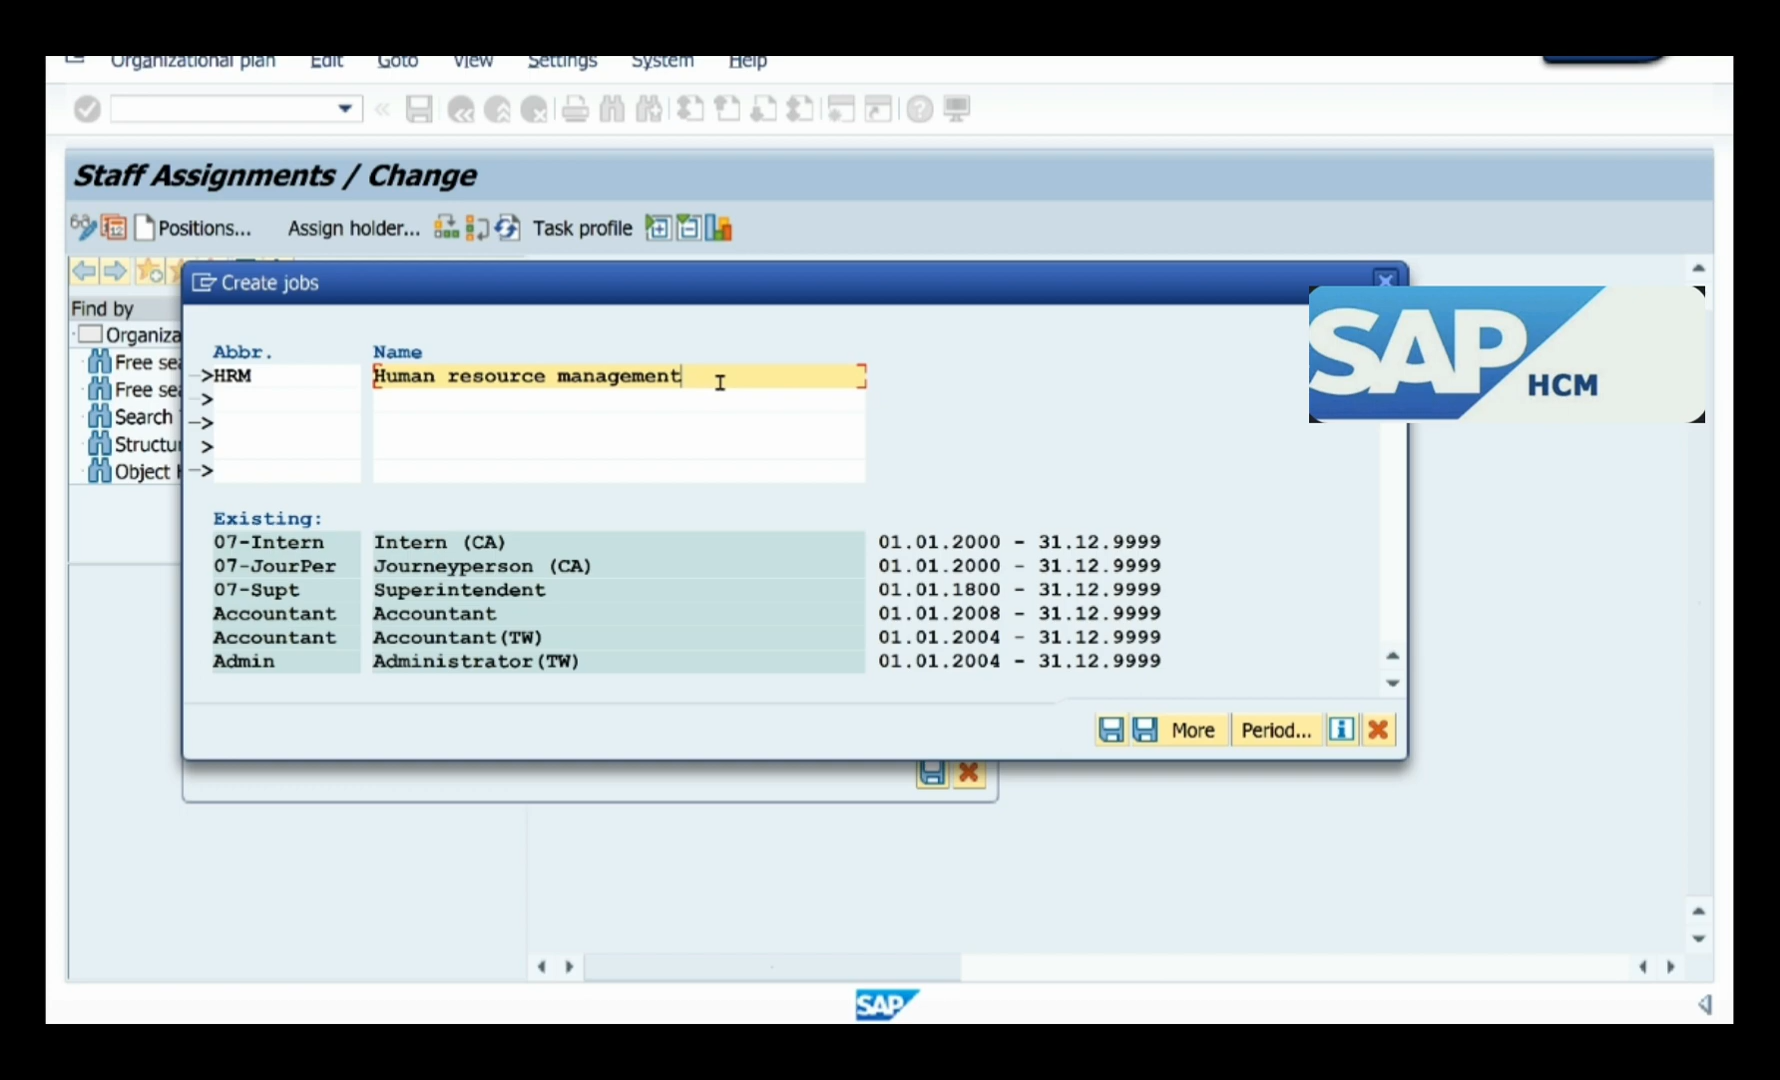 Organizational plan Edit Goto View Settings System Help
Staff Assignments / Change
Positions... Assign holder... Task profile
Create jobs
Find by
Organiza
Free sea
Free sea
Search
Structu
Object
Abbr. Name
->HRM Human resource management
->
->
>
->
Existing:
07-Intern Intern (CA) 01.01.2000 - 31.12.9999
07-JourPer Journeyperson (CA) 01.01.2000 - 31.12.9999
07-Supt Superintendent 01.01.1800 - 31.12.9999
Accountant Accountant 01.01.2008 - 31.12.9999
Accountant Accountant(TW) 01.01.2004 - 31.12.9999
Admin Administrator(TW) 01.01.2004 - 31.12.9999
More Period...
SAP HCM
SAP